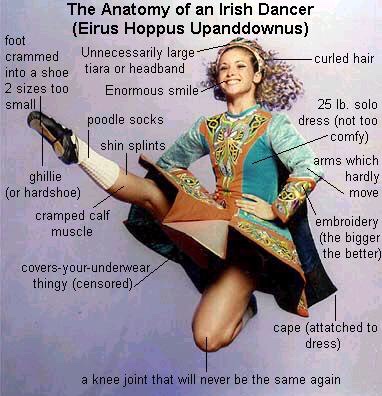 The Anatomy of an Irish Dancer
(Eirus Hoppus Upanddownus)
foot
crammed
into a shoe
2 sizes too
small
Unnecessarily large
tiara or headband
curled hair
Enormous smile
25 lb. solo
dress (not too
comfy)
poodle socks
shin splints
arms which
hardly
move
ghillie
(or hardshoe)
cramped calf
muscle
embroidery
(the bigger
the better)
covers-your-underwear
thingy (censored)
cape (attatched to
dress)
a knee joint that will never be the same again